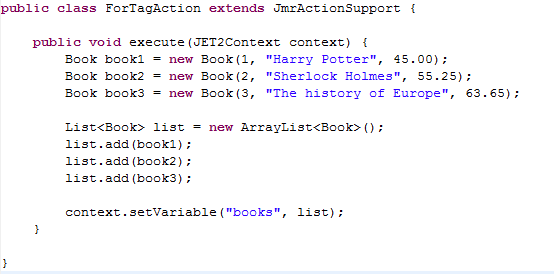 public class ForTagAction extends JmrActionSupport {
public void execute(JET2Context context) {
Book book1 = new Book(1, "Harry Potter", 45.00);
Book book2 = new Book(2, "Sherlock Holmes", 55.25);
Book book3 = new Book(3, "The history of Europe", 63.65);
List<Book> list = new ArrayList<Book>();
list.add(book1);
list.add(book2);
list.add(book3);
context.setVariable("books", list);
}
}